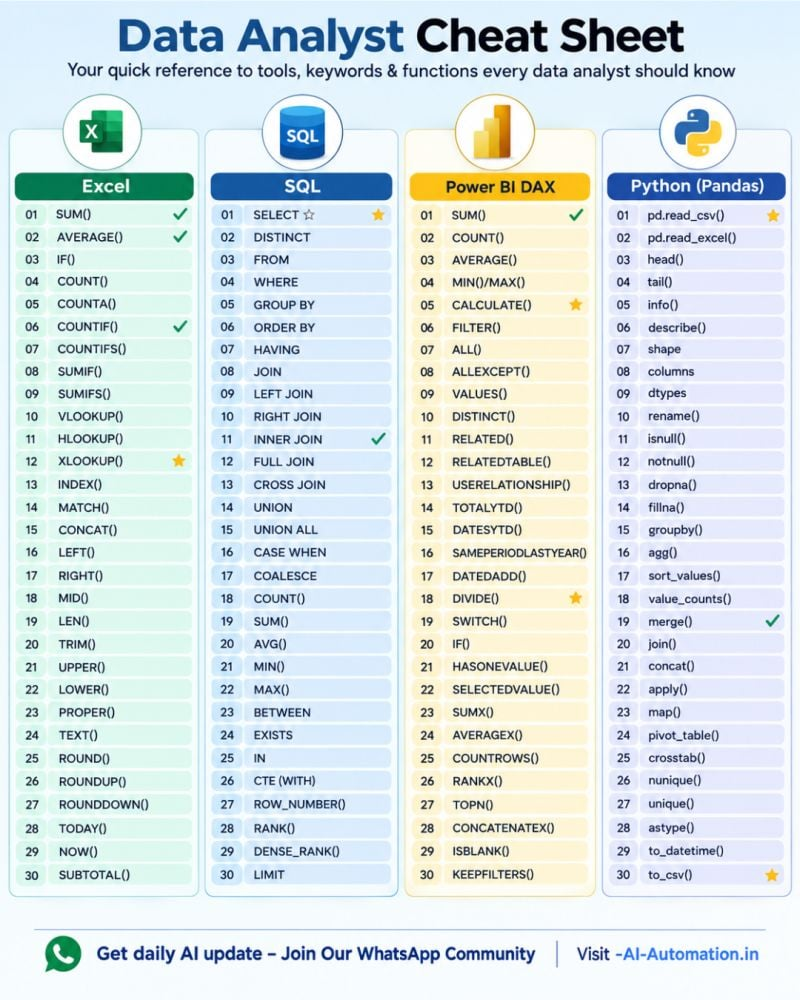 Data Analyst Cheat Sheet
Your quick reference to tools, keywords & functions every data analyst should know
X
Excel
01 SUM()
02 AVERAGE()
03 IF()
04 COUNT()
05 COUNTA()
06 COUNTIF()
07 COUNTIFS()
08 SUMIF()
09 SUMIFS()
10 VLOOKUP()
11 HLOOKUP()
12 XLOOKUP()
13 INDEX()
14 MATCH()
15 CONCAT()
16 LEFT()
17 RIGHT()
18 MID()
19 LEN()
20 TRIM()
21 UPPER()
22 LOWER()
23 PROPER()
24 TEXT()
25 ROUND()
26 ROUNDUP()
27 ROUNDDOWN()
28 TODAY()
29 NOW()
30 SUBTOTAL()
SQL
SQL
01 SELECT ☆
02 DISTINCT
03 FROM
04 WHERE
05 GROUP BY
06 ORDER BY
07 HAVING
08 JOIN
09 LEFT JOIN
10 RIGHT JOIN
11 INNER JOIN
12 FULL JOIN
13 CROSS JOIN
14 UNION
15 UNION ALL
16 CASE WHEN
17 COALESCE
18 COUNT()
19 SUM()
20 AVG()
21 MIN()
22 MAX()
23 BETWEEN
24 EXISTS
25 IN
26 CTE (WITH)
27 ROW_NUMBER()
28 RANK()
29 DENSE_RANK()
30 LIMIT
Power BI DAX
01 SUM()
02 COUNT()
03 AVERAGE()
04 MIN()/MAX()
05 CALCULATE()
06 FILTER()
07 ALL()
08 ALLEXCEPT()
09 VALUES()
10 DISTINCT()
11 RELATED()
12 RELATEDTABLE()
13 USERELATIONSHIP()
14 TOTALYTD()
15 DATESYTD()
16 SAMEPERIODLASTYEAR()
17 DATEDADD()
18 DIVIDE()
19 SWITCH()
20 IF()
21 HASONEVALUE()
22 SELECTEDVALUE()
23 SUMX()
24 AVERAGEX()
25 COUNTROWS()
26 RANKX()
27 TOPN()
28 CONCATENATEX()
29 ISBLANK()
30 KEEPFILTERS()
Python (Pandas)
01 pd.read_csv()
02 pd.read_excel()
03 head()
04 tail()
05 info()
06 describe()
07 shape
08 columns
09 dtypes
10 rename()
11 isnull()
12 notnull()
13 dropna()
14 fillna()
15 groupby()
16 agg()
17 sort_values()
18 value_counts()
19 merge()
20 join()
21 concat()
22 apply()
23 map()
24 pivot_table()
25 crosstab()
26 nunique()
27 unique()
28 astype()
29 to_datetime()
30 to_csv()
Get daily AI update – Join Our WhatsApp Community
Visit -AI-Automation.in